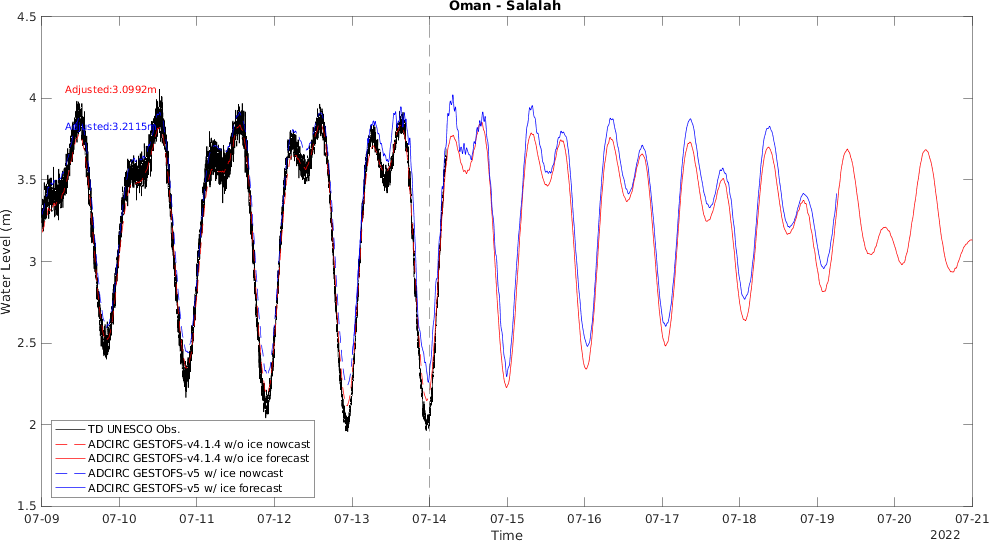 Oman - Salalah
4.5
4
3.5
3
2.5
2
1.5
Water Level (m)
Adjusted:3.0992m
Adjusted:3.2115m
TD UNESCO Obs.
ADCIRC GESTOFS-v4.1.4 w/o ice nowcast
ADCIRC GESTOFS-v4.1.4 w/o ice forecast
ADCIRC GESTOFS-v5 w/ ice nowcast
ADCIRC GESTOFS-v5 w/ ice forecast
07-09 07-10 07-11 07-12 07-13 07-14 07-15 07-16 07-17 07-18 07-19 07-20 07-21
Time
2022